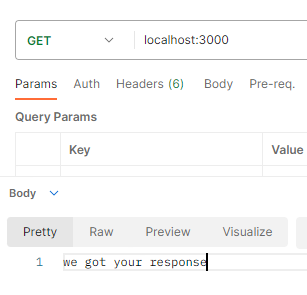 GET localhost:3000
Params Auth Headers (6) Body Pre-req.
Query Params
Key Value
Body
Pretty Raw Preview Visualize
1 we got your response